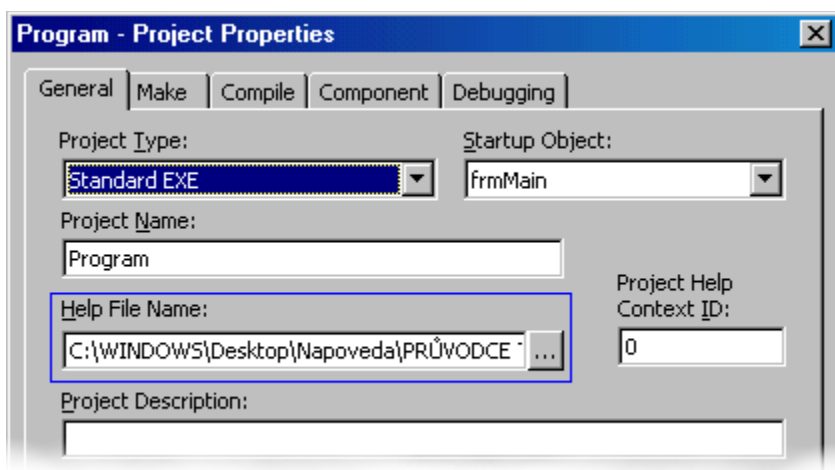 Program - Project Properties
General Make Compile Component Debugging
Project Type: Startup Object:
Standard EXE frmMain
Project Name:
Program
Project Help
Context ID:
Help File Name:
C:\WINDOWS\Desktop\Napoveda\PRŮVODCE ...
0
Project Description: